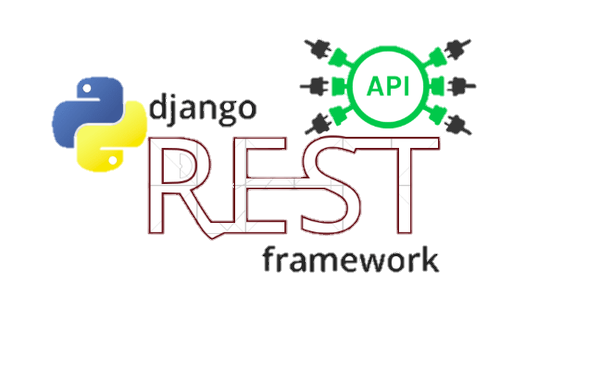 API
django
REST
framework